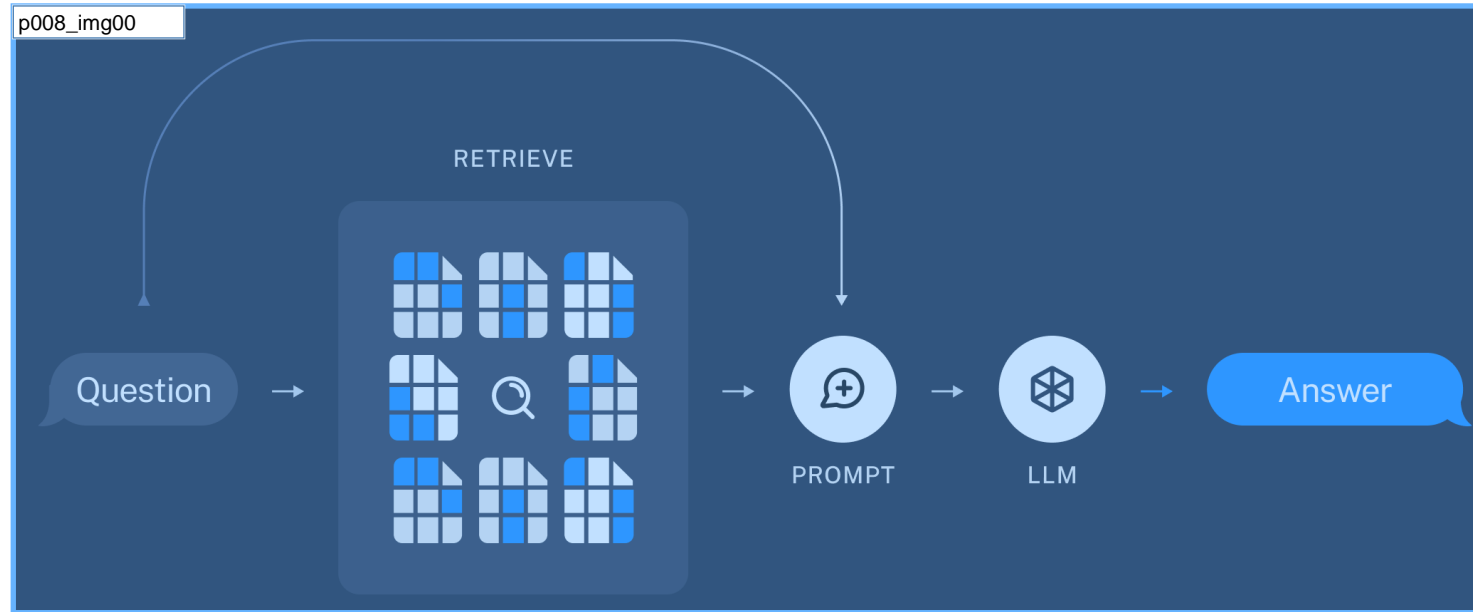 p008_img00
RETRIEVE
Question
Answer
PROMPT
LLM